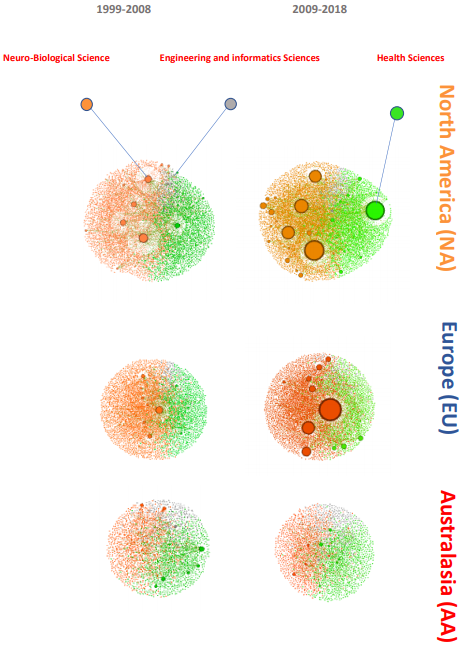 1999-2008
2009-2018
Neuro-Biological Science
Engineering and informatics Sciences
Health Sciences
North America (NA)
Europe (EU)
Australasia (AA)